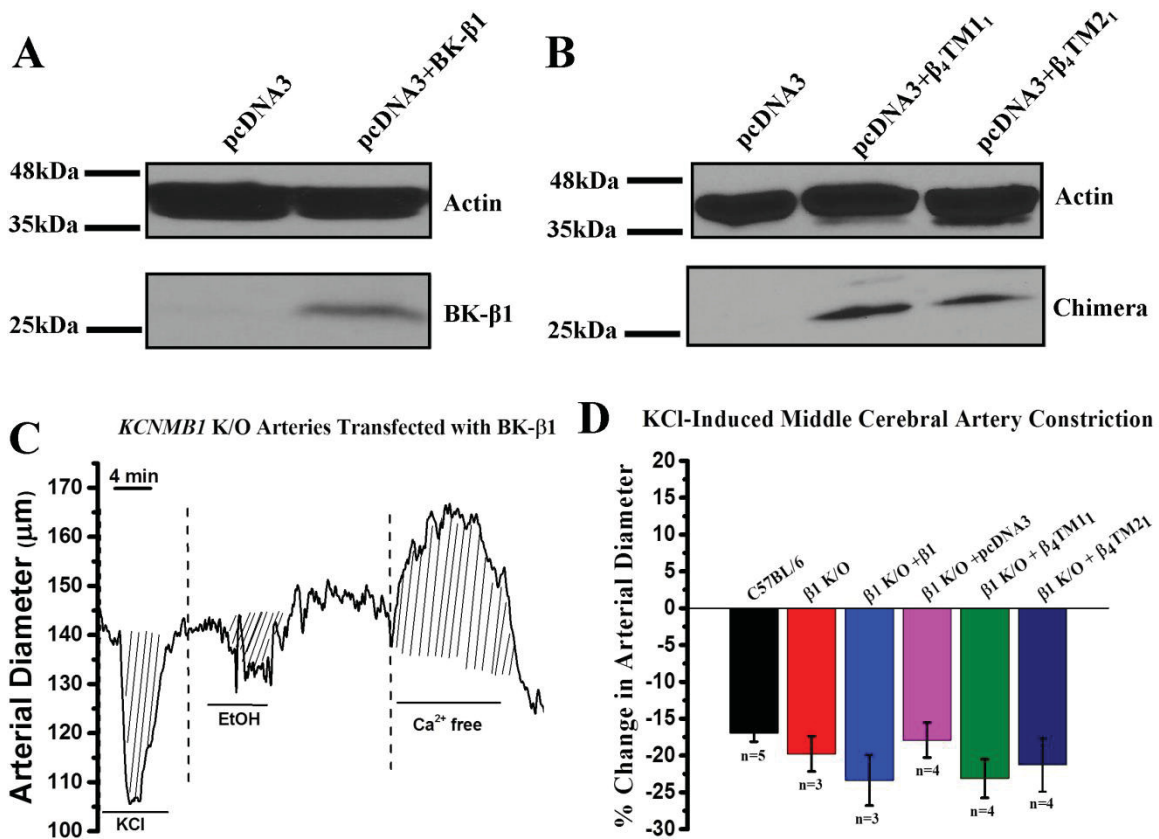 A
pcDNA3
pcDNA3+BK-β1
48kDa
Actin
35kDa
25kDa
BK-β1
B
pcDNA3
pcDNA3+β₄TM1₁
pcDNA3+β₄TM2₁
48kDa
Actin
35kDa
25kDa
Chimera
C
KCNMB1 K/O Arteries Transfected with BK-β1
4 min
Arterial Diameter (μm)
170
160
150
140
130
120
110
100
KCl
EtOH
Ca²⁺ free
D
KCl-Induced Middle Cerebral Artery Constriction
% Change in Arterial Diameter
20
15
10
5
0
-5
-10
-15
-20
-25
-30
C57BL/6
β1 K/O
β1 K/O +β1
β1 K/O +pcDNA3
β1 K/O + β₄TM1₁
β1 K/O + β₄TM2₁
n=5
n=3
n=3
n=4
n=4
n=4